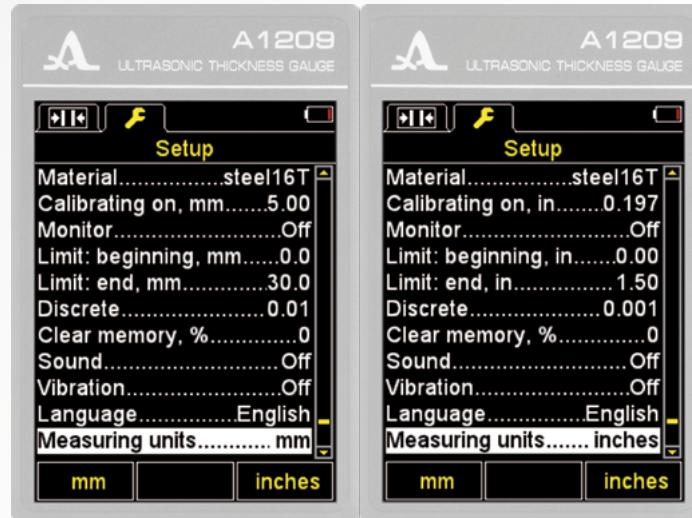 A1209
ULTRASONIC THICKNESS GAUGE
Setup
Material.................steel16T
Calibrating on, mm.......5.00
Monitor..........................Off
Limit: beginning, mm......0.0
Limit: end, mm..............30.0
Discrete.......................0.01
Clear memory, %..............0
Sound........................... Off
Vibration.........................Off
Language...............English
Measuring units............ mm
mm
inches
A1209
ULTRASONIC THICKNESS GAUGE
Setup
Material.................steel16T
Calibrating on, in.......0.197
Monitor..........................Off
Limit: beginning, in......0.00
Limit: end, in................ 1.50
Discrete.....................0.001
Clear memory, %..............0
Sound........................... Off
Vibration.........................Off
Language...............English
Measuring units....... inches
mm
inches